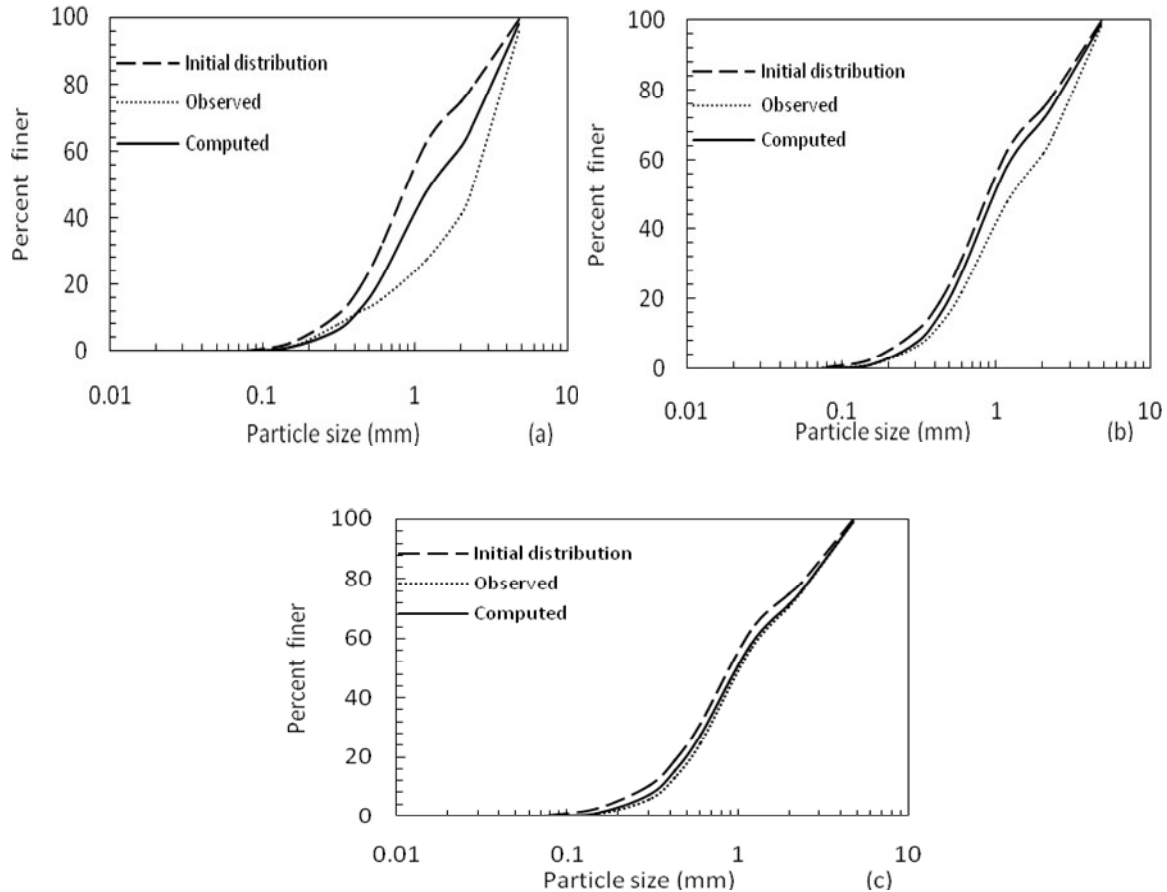 100
80
60
40
20
0
Percent finer
Initial distribution
Observed
Computed
0.01 0.1 1 10
Particle size (mm) (a)
100
80
60
40
20
0
Percent finer
Initial distribution
Observed
Computed
0.01 0.1 1 10
Particle size (mm) (b)
100
80
60
40
20
0
Percent finer
Initial distribution
Observed
Computed
0.01 0.1 1 10
Particle size (mm) (c)